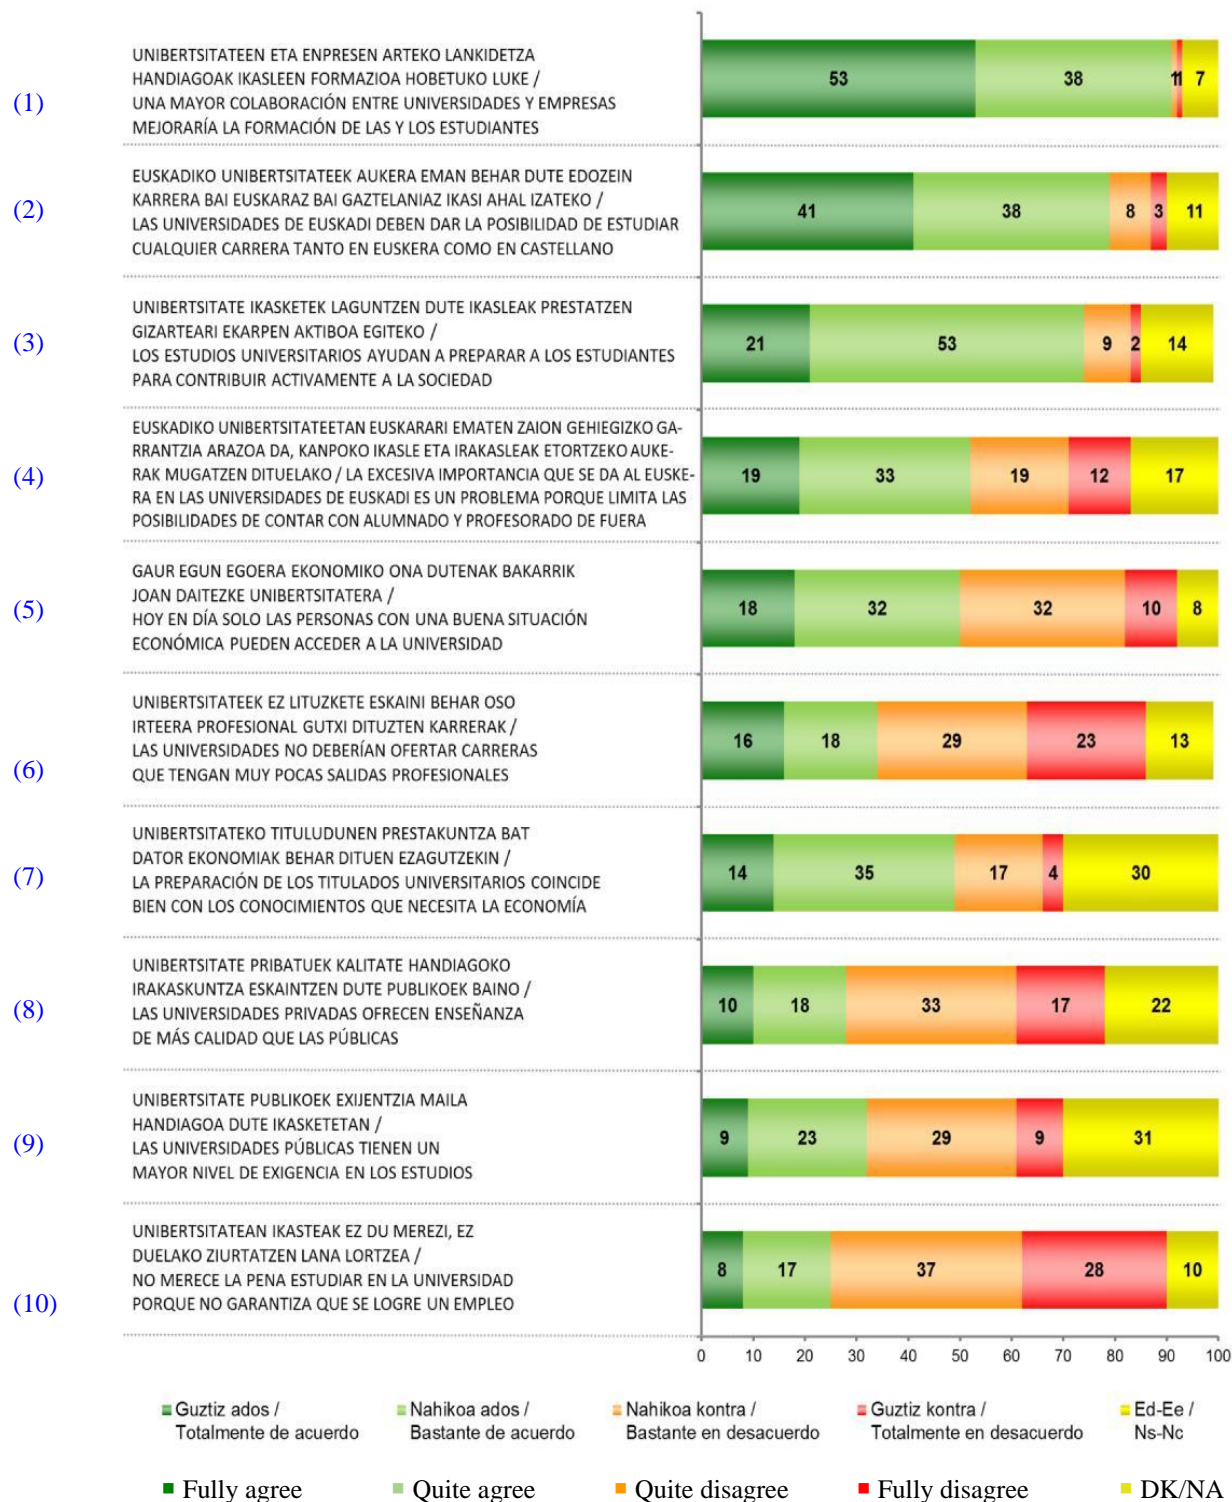 (1)
UNIBERTSITATEEN ETA ENPRESEN ARTEKO LANKIDETZA
HANDIAGOAK IKASLEEN FORMAZIOA HOBETUKO LUKE /
UNA MAYOR COLABORACIÓN ENTRE UNIVERSIDADES Y EMPRESAS
MEJORARÍA LA FORMACIÓN DE LAS Y LOS ESTUDIANTES
53 38 1 1 7
(2)
EUSKADIKO UNIBERTSITATEEK AUKERA EMAN BEHAR DUTE EDOZEIN
KARRERA BAI EUSKARAZ BAI GAZTELANIAZ IKASI AHAL IZATEKO /
LAS UNIVERSIDADES DE EUSKADI DEBEN DAR LA POSIBILIDAD DE ESTUDIAR
CUALQUIER CARRERA TANTO EN EUSKERA COMO EN CASTELLANO
41 38 8 3 11
(3)
UNIBERTSITATE IKASKETEK LAGUNTZEN DUTE IKASLEAK PRESTATZEN
GIZARTEARI EKARPEN AKTIBOA EGITEKO /
LOS ESTUDIOS UNIVERSITARIOS AYUDAN A PREPARAR A LOS ESTUDIANTES
PARA CONTRIBUIR ACTIVAMENTE A LA SOCIEDAD
21 53 9 2 14
(4)
EUSKADIKO UNIBERTSITATEETAN EUSKARARI EMATEN ZAION GEHIEGIZKO GA-
RRANTZIA ARAZOA DA, KANPOKO IKASLE ETA IRAKASLEAK ETORTZEKO AUKE-
RAK MUGATZEN DITUELAKO / LA EXCESIVA IMPORTANCIA QUE SE DA AL EUSKE-
RA EN LAS UNIVERSIDADES DE EUSKADI ES UN PROBLEMA PORQUE LIMITA LAS
POSIBILIDADES DE CONTAR CON ALUMNADO Y PROFESORADO DE FUERA
19 33 19 12 17
(5)
GAUR EGUN EGOERA EKONOMIKO ONA DUTENAK BAKARRIK
JOAN DAITEZKE UNIBERTSITATERA /
HOY EN DÍA SOLO LAS PERSONAS CON UNA BUENA SITUACIÓN
ECONÓMICA PUEDEN ACCEDER A LA UNIVERSIDAD
18 32 32 10 8
(6)
UNIBERTSITATEEK EZ LITUZKETE ESKAINI BEHAR OSO
IRTEERA PROFESIONAL GUTXI DITUZTEN KARRERAK /
LAS UNIVERSIDADES NO DEBERÍAN OFERTAR CARRERAS
QUE TENGAN MUY POCAS SALIDAS PROFESIONALES
16 18 29 23 13
(7)
UNIBERTSITATEKO TITULUDUNEN PRESTAKUNTZA BAT
DATOR EKONOMIAK BEHAR DITUEN EZAGUTZEKIN /
LA PREPARACIÓN DE LOS TITULADOS UNIVERSITARIOS COINCIDE
BIEN CON LOS CONOCIMIENTOS QUE NECESITA LA ECONOMÍA
14 35 17 4 30
(8)
UNIBERTSITATE PRIBATUEK KALITATE HANDIAGOKO
IRAKASKUNTZA ESKAINTZEN DUTE PUBLIKOEK BAINO /
LAS UNIVERSIDADES PRIVADAS OFRECEN ENSEÑANZA
DE MÁS CALIDAD QUE LAS PÚBLICAS
10 18 33 17 22
(9)
UNIBERTSITATE PUBLIKOEK EXIJENTZIA MAILA
HANDIAGOA DUTE IKASKETETAN /
LAS UNIVERSIDADES PÚBLICAS TIENEN UN
MAYOR NIVEL DE EXIGENCIA EN LOS ESTUDIOS
9 23 29 9 31
(10)
UNIBERTSITATEAN IKASTEAK EZ DU MEREZI, EZ
DUELAKO ZIURTATZEN LANA LORTZEA /
NO MERECE LA PENA ESTUDIAR EN LA UNIVERSIDAD
PORQUE NO GARANTIZA QUE SE LOGRE UN EMPLEO
8 17 37 28 10
0 10 20 30 40 50 60 70 80 90 100
Guztiz ados /
Totalmente de acuerdo
Nahikoa ados /
Bastante de acuerdo
Nahikoa kontra /
Bastante en desacuerdo
Guztiz kontra /
Totalmente en desacuerdo
Ed-Ee /
Ns-Nc
Fully agree Quite agree Quite disagree Fully disagree DK/NA